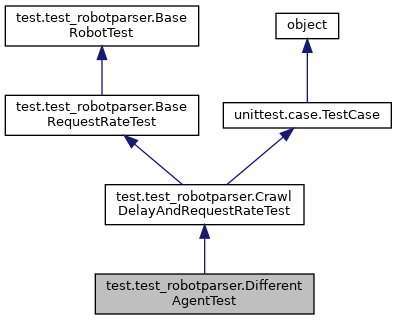 test.test_robotparser.Base
RobotTest
object
test.test_robotparser.Base
RequestRateTest
unittest.case.TestCase
test.test_robotparser.Crawl
DelayAndRequestRateTest
test.test_robotparser.Different
AgentTest